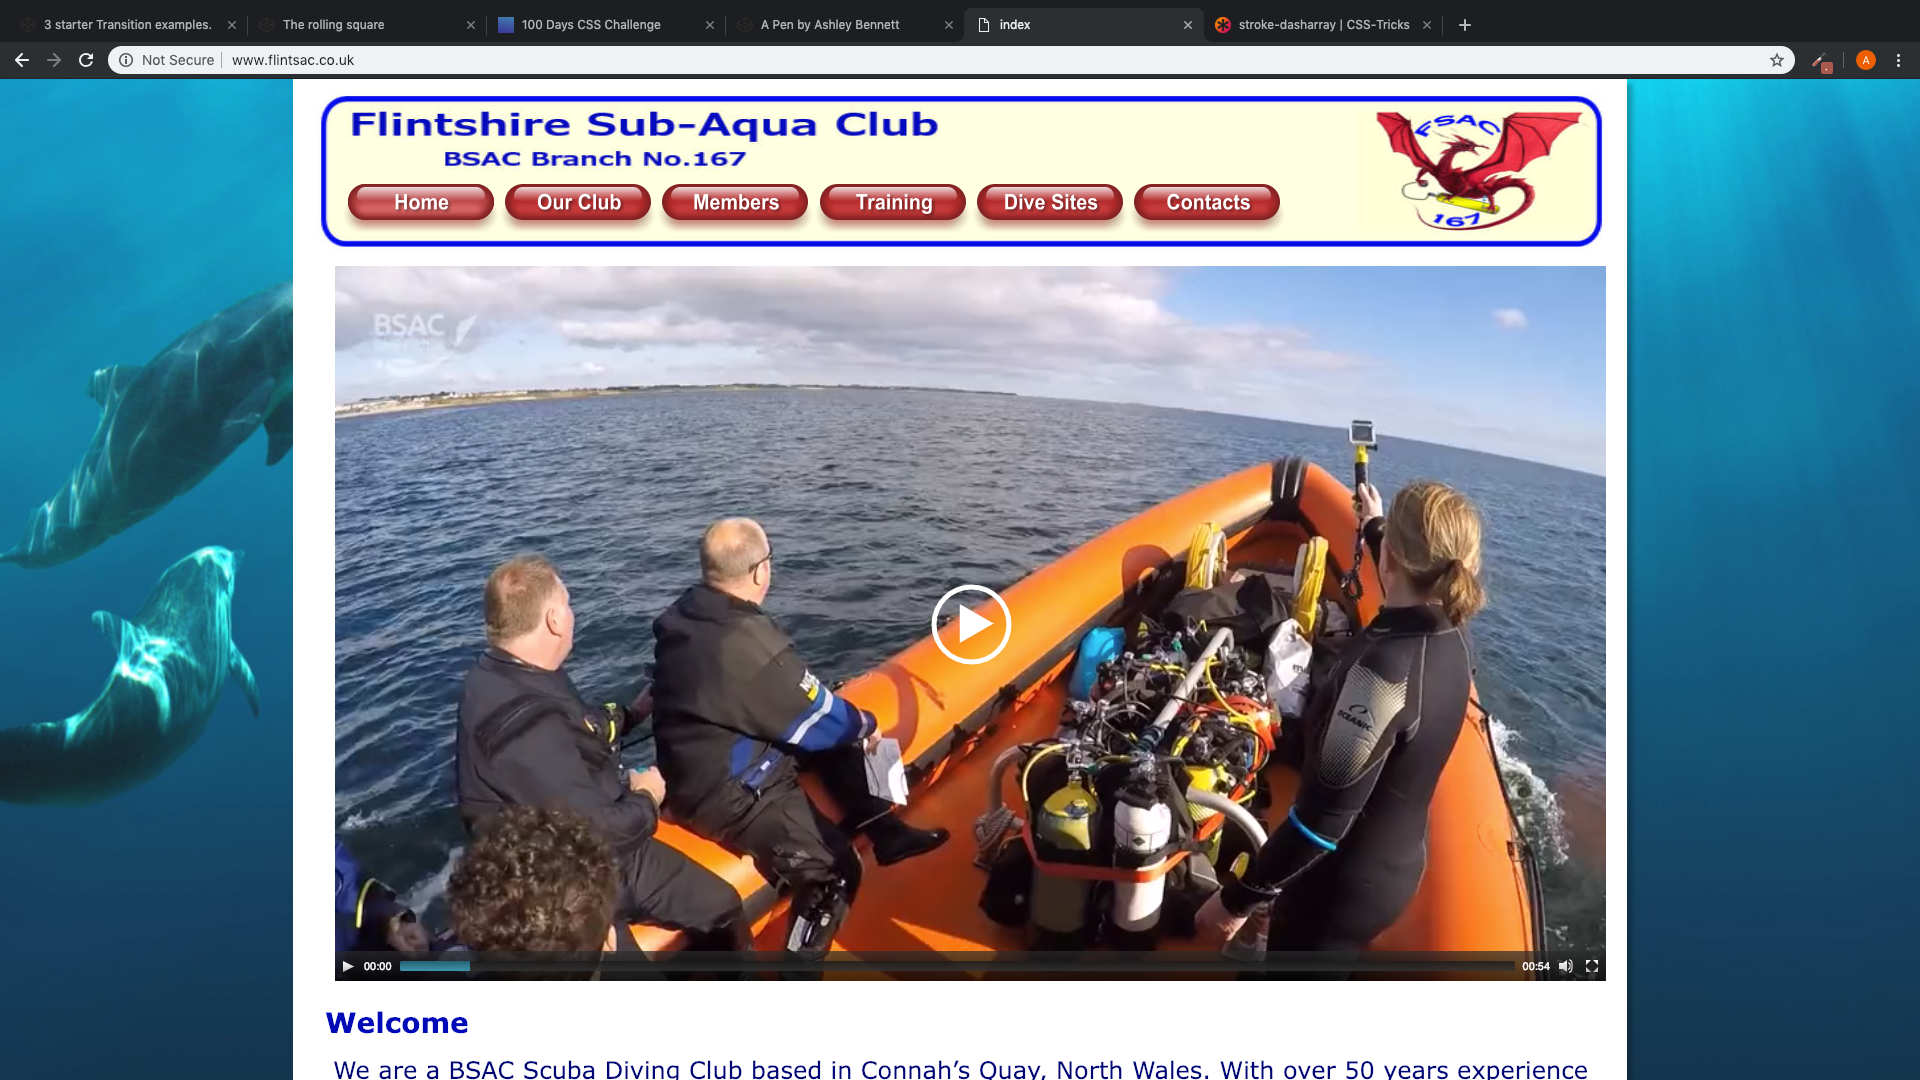 3 starter Transition examples.
The rolling square
100 Days CSS Challenge
A Pen by Ashley Bennett
index
stroke-dasharray | CSS-Tricks
Not Secure
www.flintsac.co.uk
A
Flintshire Sub-Aqua Club
BSAC Branch No.167
FSAC
167
Home
Our Club
Members
Training
Dive Sites
Contacts
BSAC
OCEANIC
00:00
00:54
Welcome
We are a BSAC Scuba Diving Club based in Connah’s Quay, North Wales. With over 50 years experience